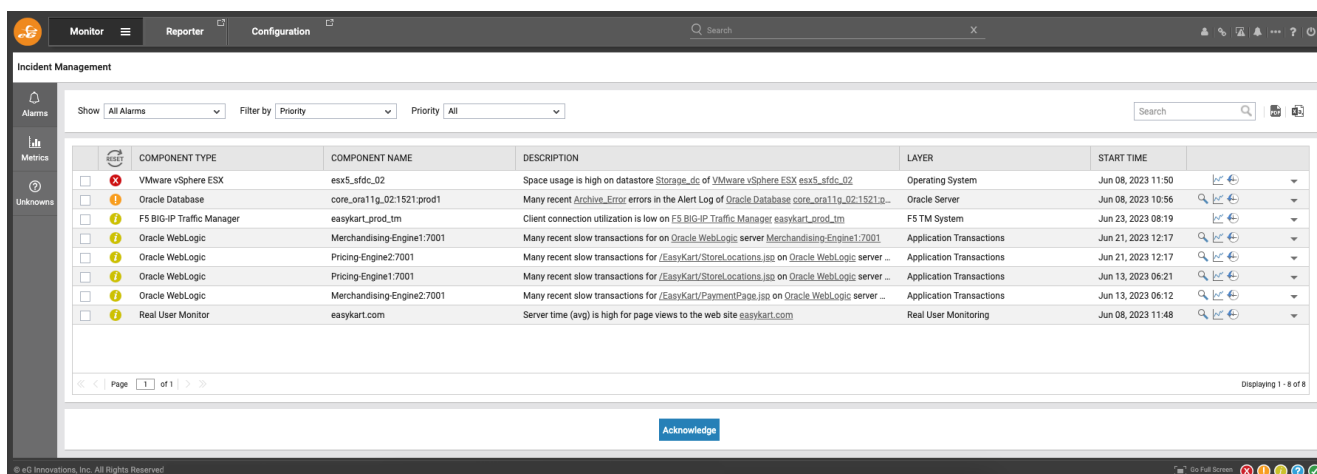 eG Monitor Reporter Configuration Search X ?
Incident Management
Alarms
Metrics
Unknowns
Show All Alarms Filter by Priority Priority All Search PDF
RESET COMPONENT TYPE COMPONENT NAME DESCRIPTION LAYER START TIME
VMware vSphere ESX esx5_sfdc_02 Space usage is high on datastore Storage_dc of VMware vSphere ESX esx5_sfdc_02 Operating System Jun 08, 2023 11:50
Oracle Database core_ora11g_02:1521:prod1 Many recent Archive_Error errors in the Alert Log of Oracle Database core_ora11g_02:1521:p... Oracle Server Jun 08, 2023 10:56
F5 BIG-IP Traffic Manager easykart_prod_tm Client connection utilization is low on F5 BIG-IP Traffic Manager easykart_prod_tm F5 TM System Jun 23, 2023 08:19
Oracle WebLogic Merchandising-Engine1:7001 Many recent slow transactions for on Oracle WebLogic server Merchandising-Engine1:7001 Application Transactions Jun 21, 2023 12:17
Oracle WebLogic Pricing-Engine2:7001 Many recent slow transactions for /EasyKart/StoreLocations.jsp on Oracle WebLogic server ... Application Transactions Jun 21, 2023 12:17
Oracle WebLogic Pricing-Engine1:7001 Many recent slow transactions for /EasyKart/StoreLocations.jsp on Oracle WebLogic server ... Application Transactions Jun 13, 2023 06:21
Oracle WebLogic Merchandising-Engine2:7001 Many recent slow transactions for /EasyKart/PaymentPage.jsp on Oracle WebLogic server ... Application Transactions Jun 13, 2023 06:12
Real User Monitor easykart.com Server time (avg) is high for page views to the web site easykart.com Real User Monitoring Jun 08, 2023 11:48
Page 1 of 1 Displaying 1 - 8 of 8
Acknowledge
© eG Innovations, Inc. All Rights Reserved Go Full Screen